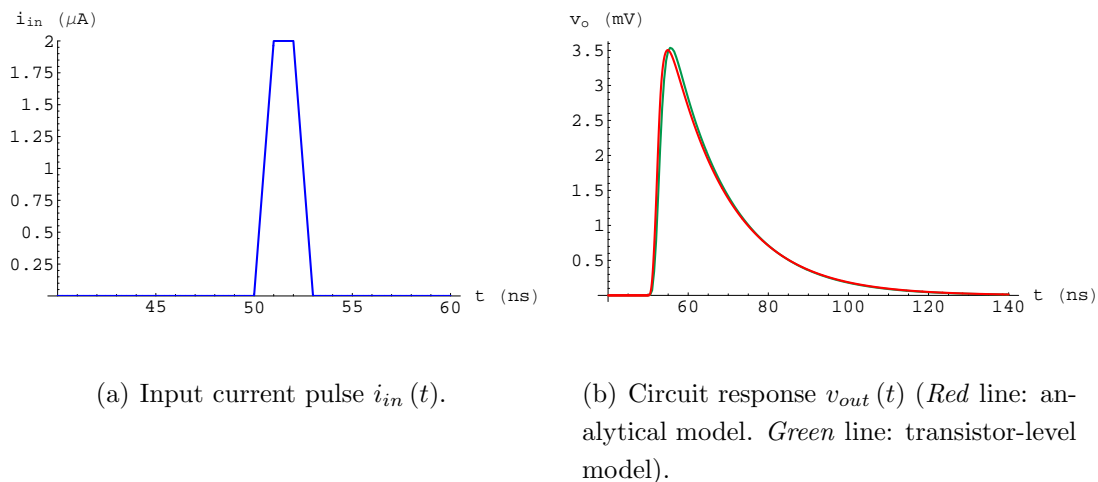 i_in (μA)
2
1.75
1.5
1.25
1
0.75
0.5
0.25
45 50 55 60
t (ns)
v_o (mV)
3.5
3
2.5
2
1.5
1
0.5
60 80 100 120 140
t (ns)
(a) Input current pulse i_in (t).
(b) Circuit response v_out (t) (Red line: an-
alytical model. Green line: transistor-level
model).